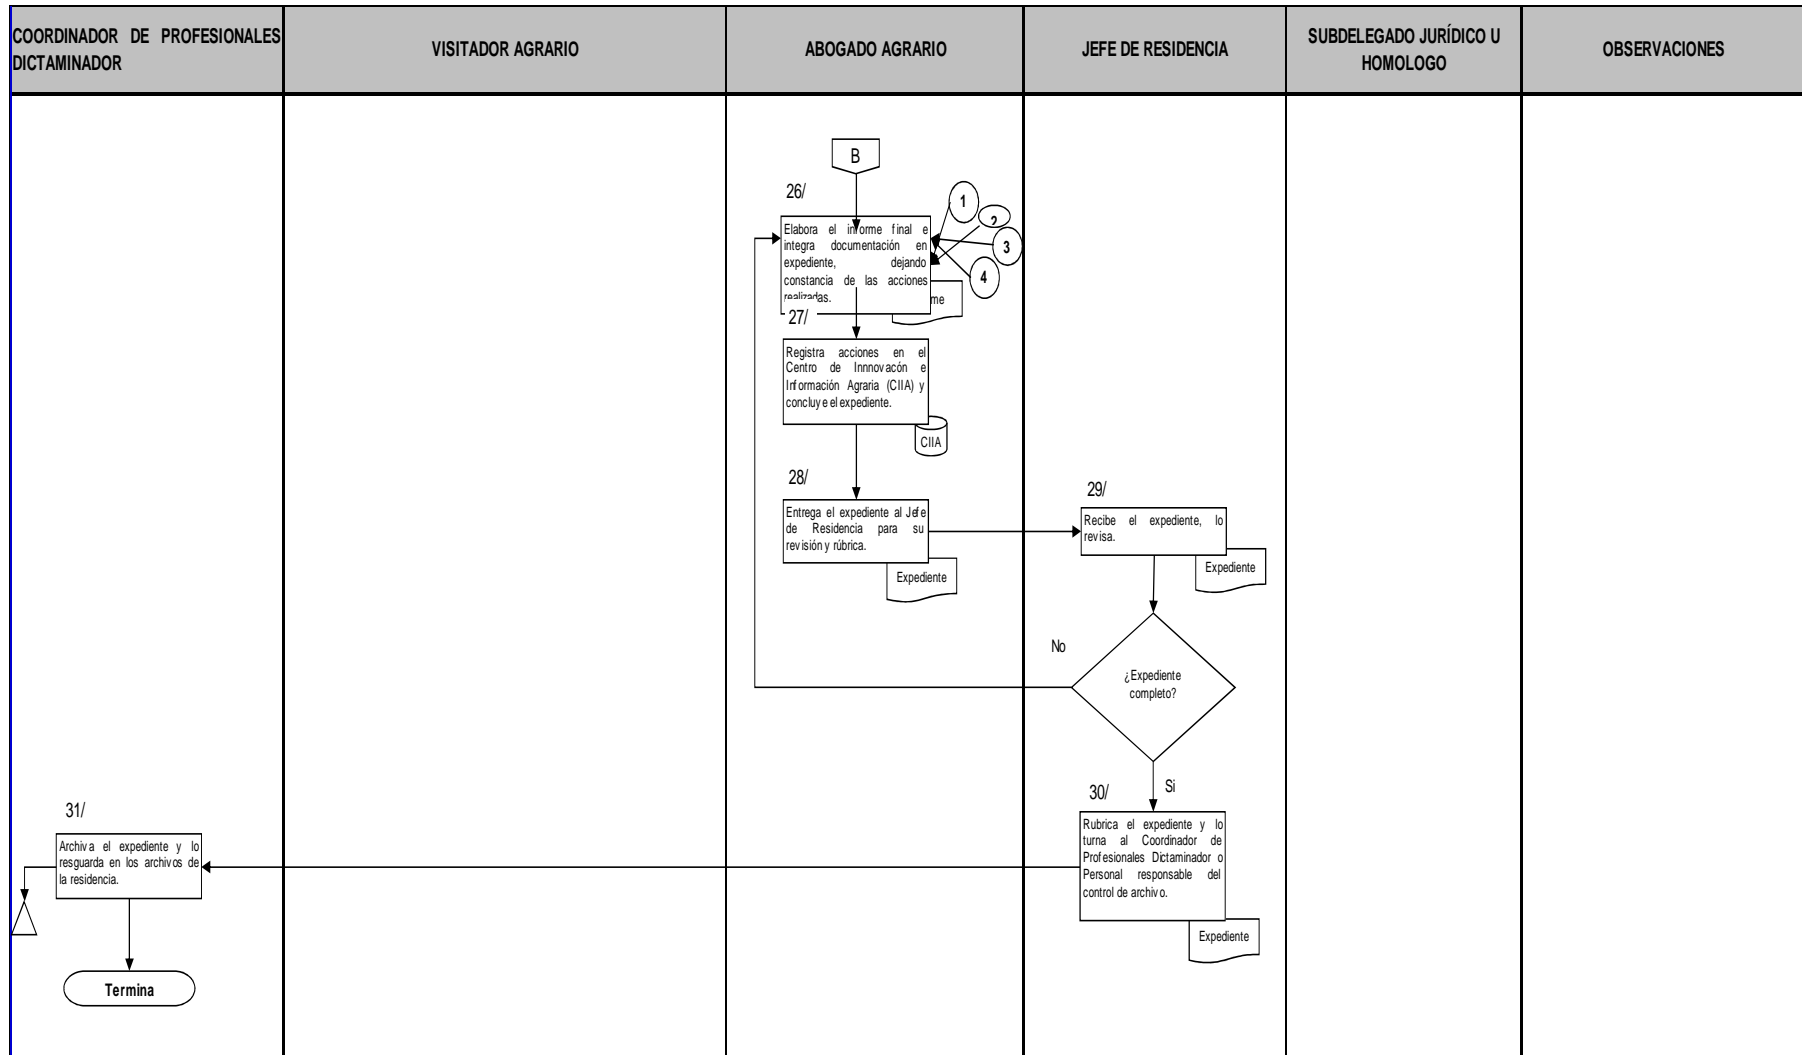 COORDINADOR DE PROFESIONALES
DICTAMINADOR
VISITADOR AGRARIO
ABOGADO AGRARIO
JEFE DE RESIDENCIA
SUBDELEGADO JURÍDICO U
HOMOLOGO
OBSERVACIONES
B
26/
1
2
3
4
Elabora el informe final e
integra documentación en
expediente, dejando
constancia de las acciones
realizadas.
me
27/
Registra acciones en el
Centro de Innnovacón e
Información Agraria (CIIA) y
concluye el expediente.
CIIA
28/
Entrega el expediente al Jefe
de Residencia para su
revisión y rúbrica.
Expediente
29/
Recibe el expediente, lo
revisa.
Expediente
No
¿Expediente
completo?
Si
30/
Rubrica el expediente y lo
turna al Coordinador de
Profesionales Dictaminador o
Personal responsable del
control de archivo.
Expediente
31/
Archiva el expediente y lo
resguarda en los archivos de
la residencia.
Termina